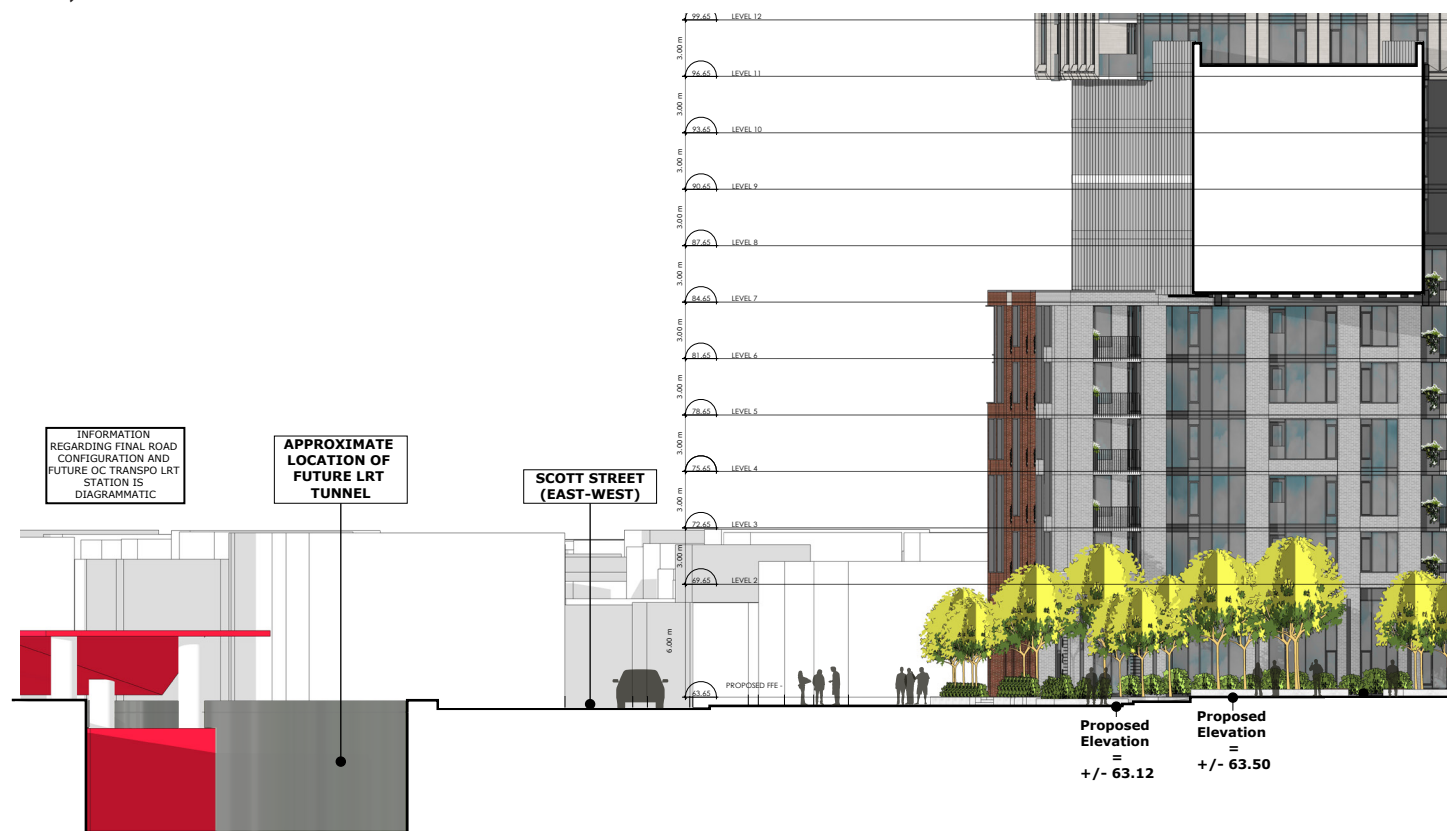 99.65 LEVEL 12
3.00 m
96.65 LEVEL 11
3.00 m
93.65 LEVEL 10
3.00 m
90.65 LEVEL 9
3.00 m
87.65 LEVEL 8
3.00 m
84.65 LEVEL 7
3.00 m
81.65 LEVEL 6
3.00 m
78.65 LEVEL 5
3.00 m
75.65 LEVEL 4
3.00 m
72.65 LEVEL 3
3.00 m
69.65 LEVEL 2
6.00 m
63.65 PROPOSED FFE -
INFORMATION
REGARDING FINAL ROAD
CONFIGURATION AND
FUTURE OC TRANSPO LRT
STATION IS
DIAGRAMMATIC
APPROXIMATE
LOCATION OF
FUTURE LRT
TUNNEL
SCOTT STREET
(EAST-WEST)
Proposed
Elevation
=
+/- 63.12
Proposed
Elevation
=
+/- 63.50